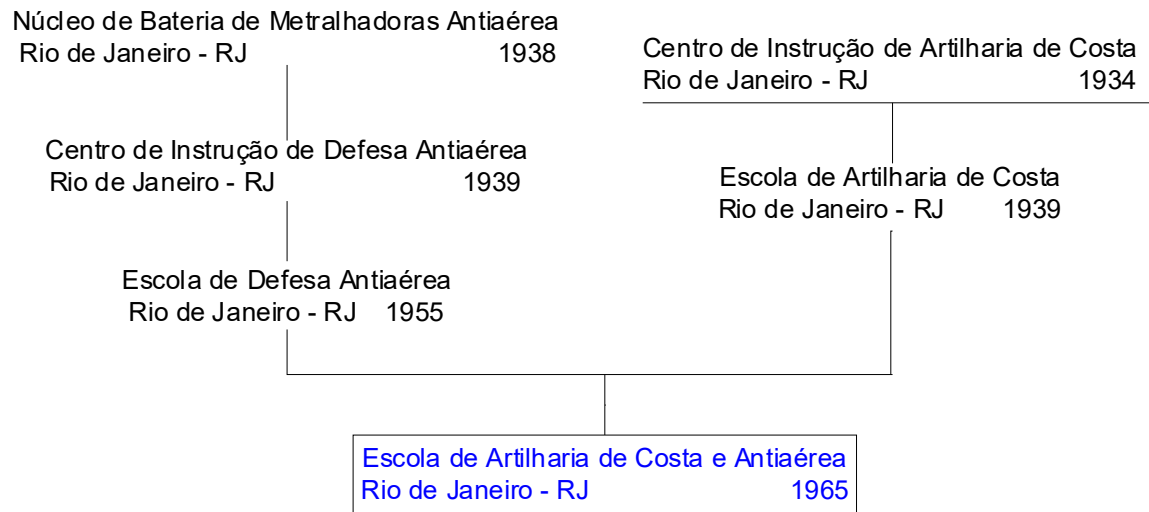 Núcleo de Bateria de Metralhadoras Antiaérea
Rio de Janeiro - RJ 1938
Centro de Instrução de Defesa Antiaérea
Rio de Janeiro - RJ 1939
Escola de Defesa Antiaérea
Rio de Janeiro - RJ 1955
Centro de Instrução de Artilharia de Costa
Rio de Janeiro - RJ 1934
Escola de Artilharia de Costa
Rio de Janeiro - RJ 1939
Escola de Artilharia de Costa e Antiaérea
Rio de Janeiro - RJ 1965